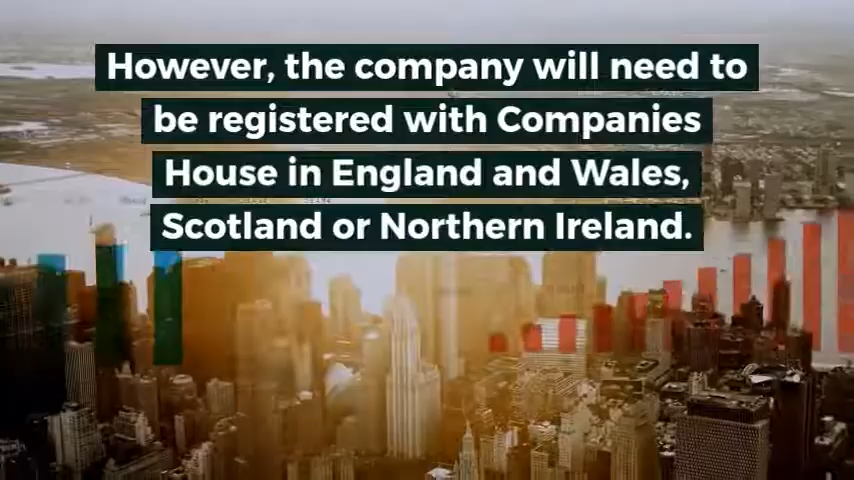 However, the company will need to
be registered with Companies
House in England and Wales,
Scotland or Northern Ireland.